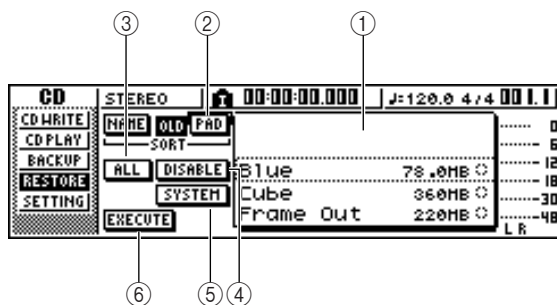 ③ ② ①
CD STEREO I 00:00:00.000 ♩=120.0 4/4 001.1
CD WRITE NAME OLD PAD 0
CD PLAY SORT 6
BACKUP ALL DISABLE Blue 78.0MB 12
RESTORE SYSTEM Cube 360MB 18
SETTING Frame Out 220MB 30
EXECUTE 48
L R
⑥ ⑤ ④